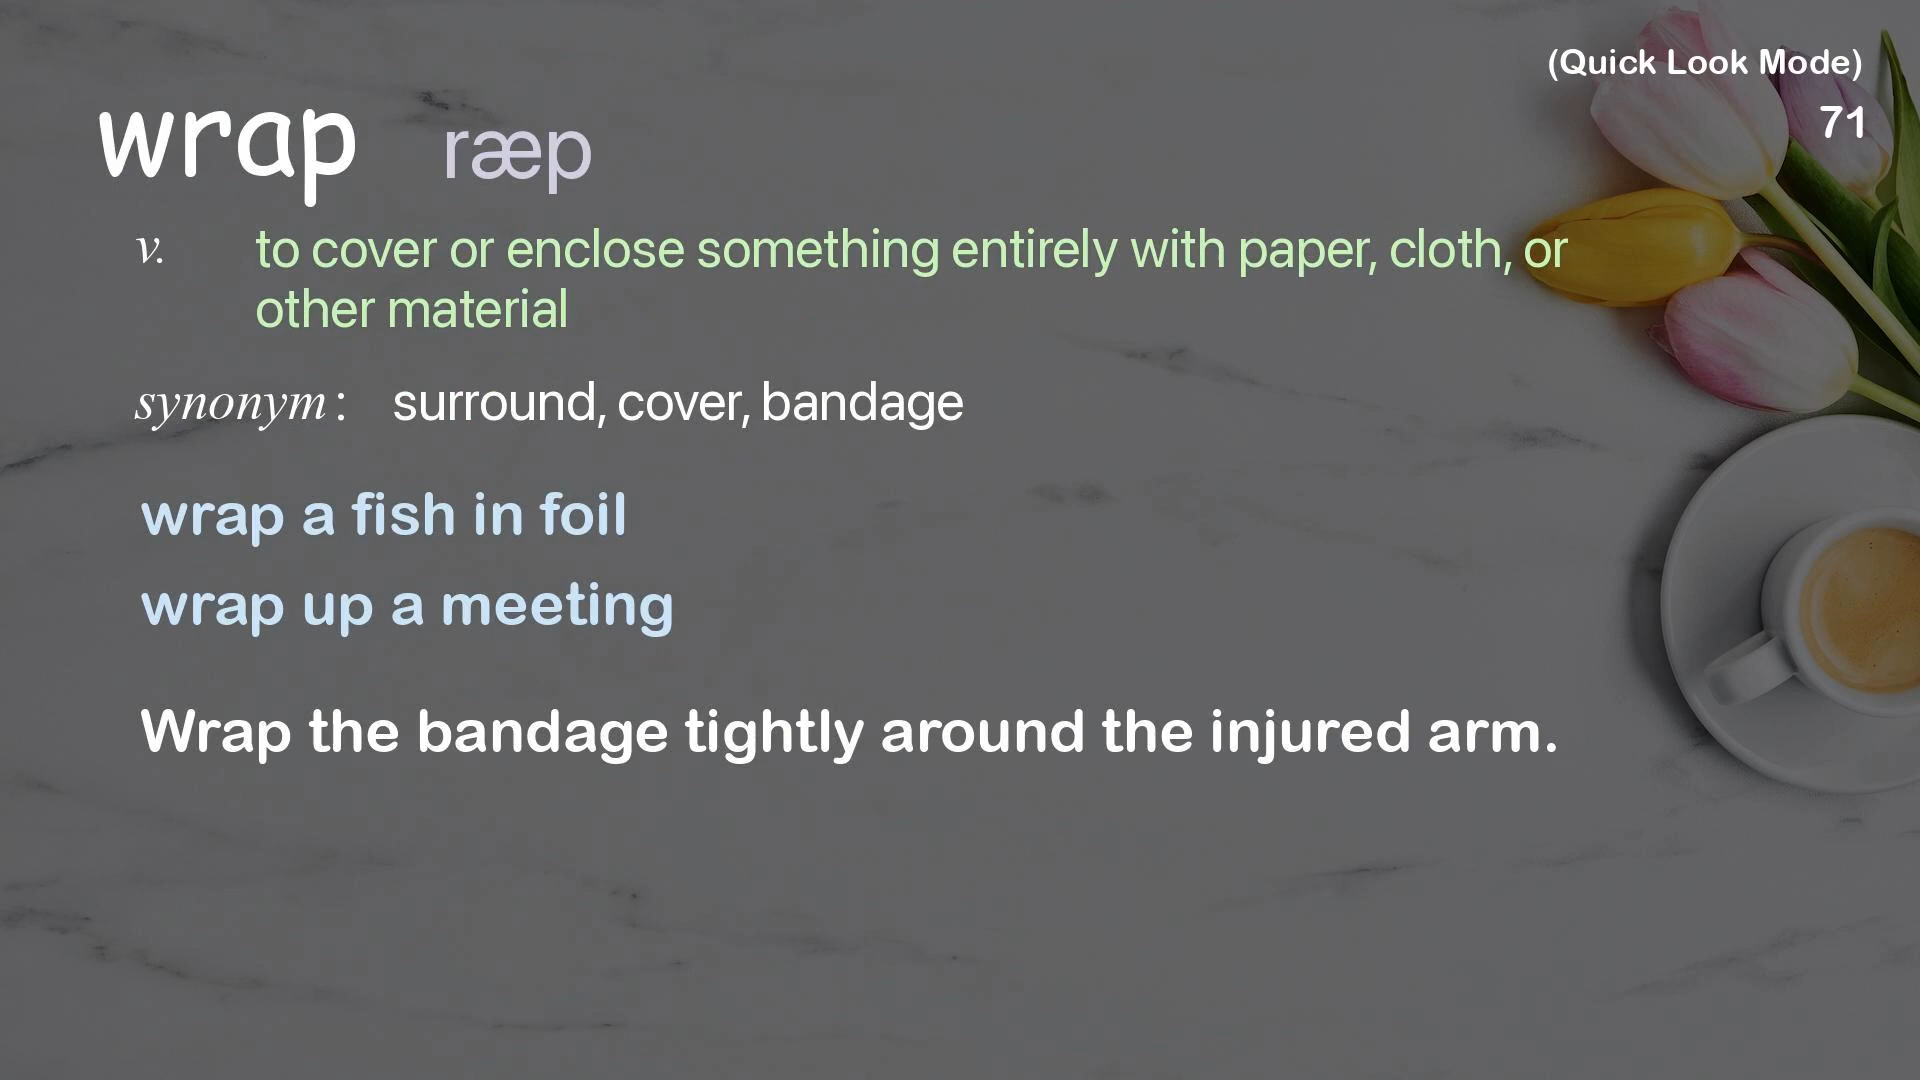 (Quick Look Mode)
71
wrap ræp
v. to cover or enclose something entirely with paper, cloth, or
other material
synonym : surround, cover, bandage
wrap a fish in foil
wrap up a meeting
Wrap the bandage tightly around the injured arm.